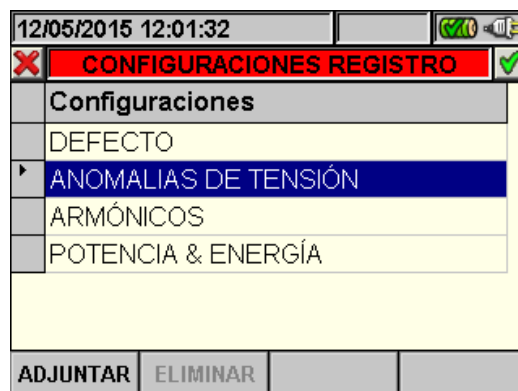 12/05/2015 12:01:32
CONFIGURACIONES REGISTRO
Configuraciones
DEFECTO
ANOMALIAS DE TENSIÓN
ARMÓNICOS
POTENCIA & ENERGÍA
ADJUNTAR ELIMINAR